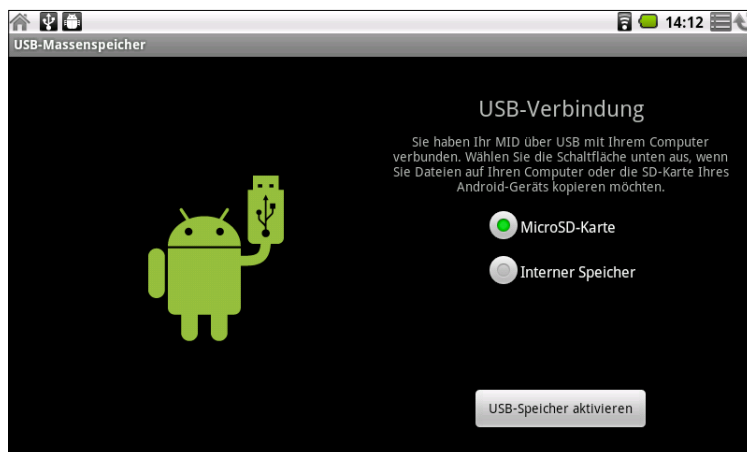 14:12
USB-Massenspeicher
USB-Verbindung
Sie haben Ihr MID über USB mit Ihrem Computer
verbunden. Wählen Sie die Schaltfläche unten aus, wenn
Sie Dateien auf Ihren Computer oder die SD-Karte Ihres
Android-Geräts kopieren möchten.
MicroSD-Karte
Interner Speicher
USB-Speicher aktivieren